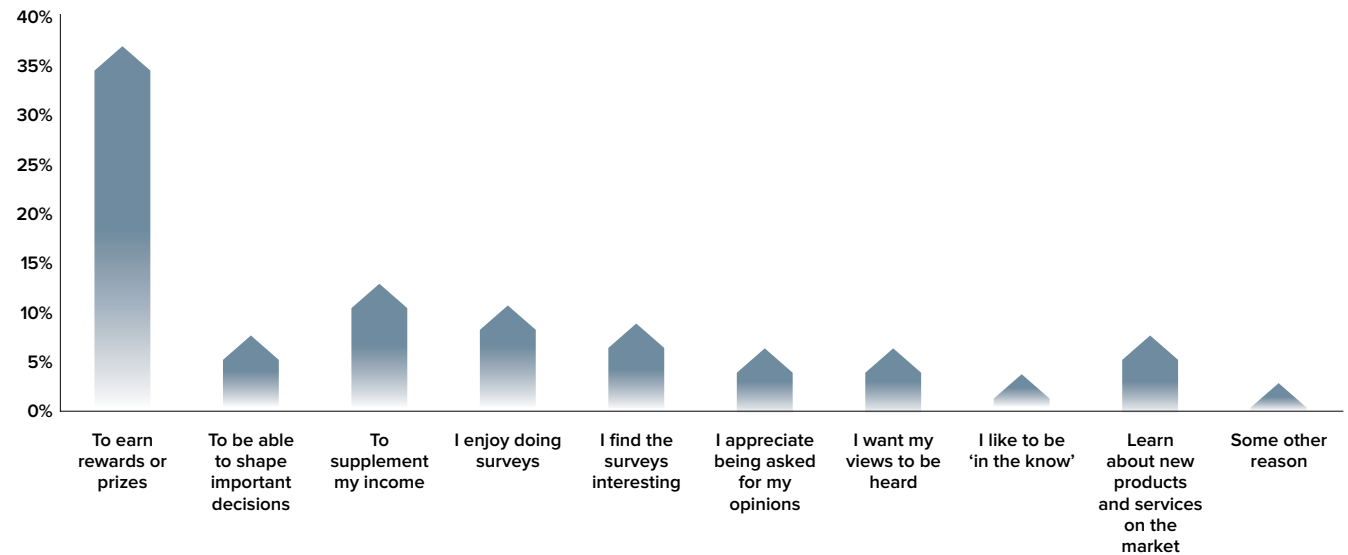 40%
35%
30%
25%
20%
15%
10%
5%
0%
To earn
rewards or
prizes
To be able
to shape
important
decisions
To
supplement
my income
I enjoy doing
surveys
I find the
surveys
interesting
I appreciate
being asked
for my
opinions
I want my
views to be
heard
I like to be
‘in the know’
Learn
about new
products
and services
on the
market
Some other
reason